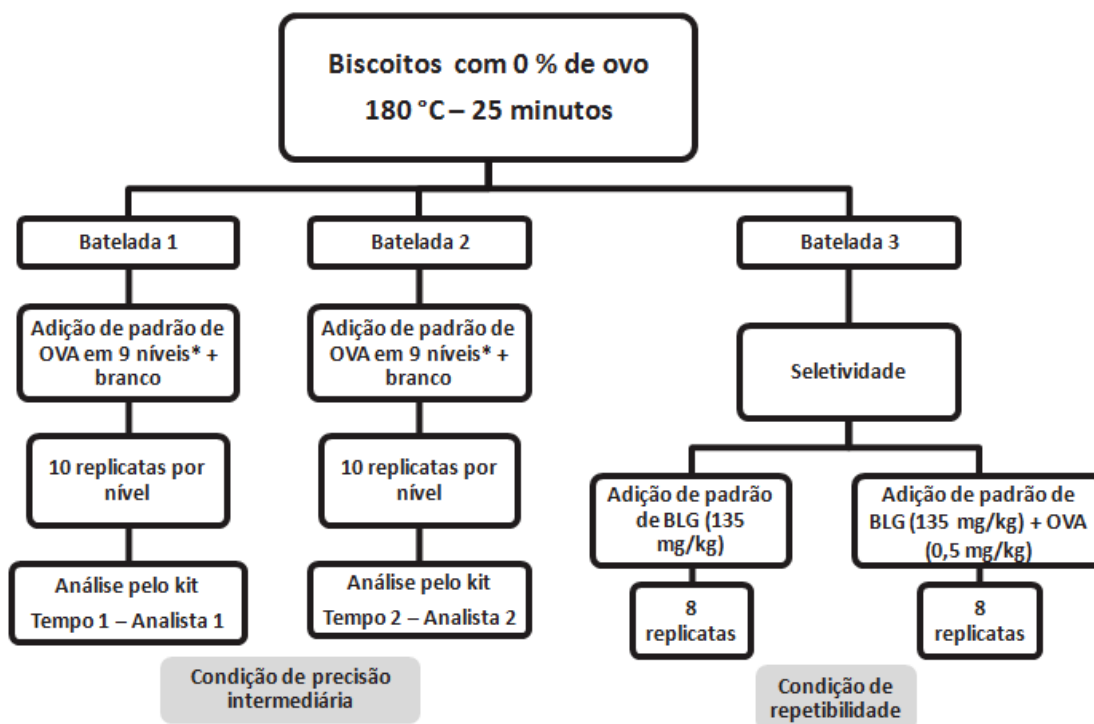 Biscoitos com 0 % de ovo
180 °C – 25 minutos
Batelada 1
Batelada 2
Batelada 3
Adição de padrão de
OVA em 9 níveis* +
branco
Adição de padrão de
OVA em 9 níveis* +
branco
Seletividade
10 replicatas por
nível
10 replicatas por
nível
Adição de padrão
de BLG (135
mg/kg)
Adição de padrão de
BLG (135 mg/kg) + OVA
(0,5 mg/kg)
Análise pelo kit
Tempo 1 – Analista 1
Análise pelo kit
Tempo 2 – Analista 2
8
replicatas
8
replicatas
Condição de precisão
intermediária
Condição de
repetibilidade